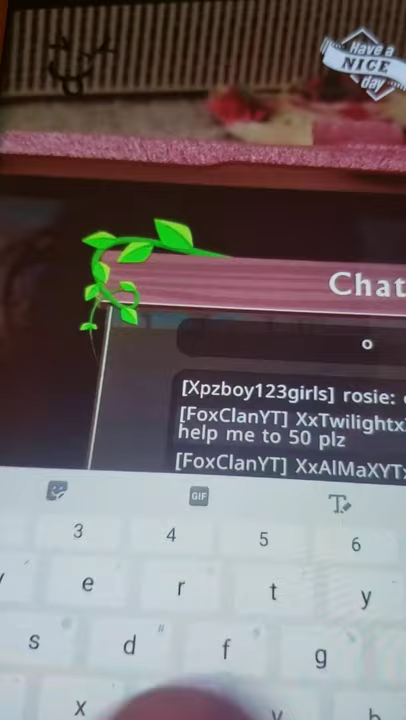 Have a
NICE
day
Chat
o
[Xpzboy123girls] rosie:
[FoxClanYT] XxTwilightx
help me to 50 plz
[FoxClanYT] XxAlMaXYTx
GIF
T
3 4 5 6
e r t y
s d f g
x v b